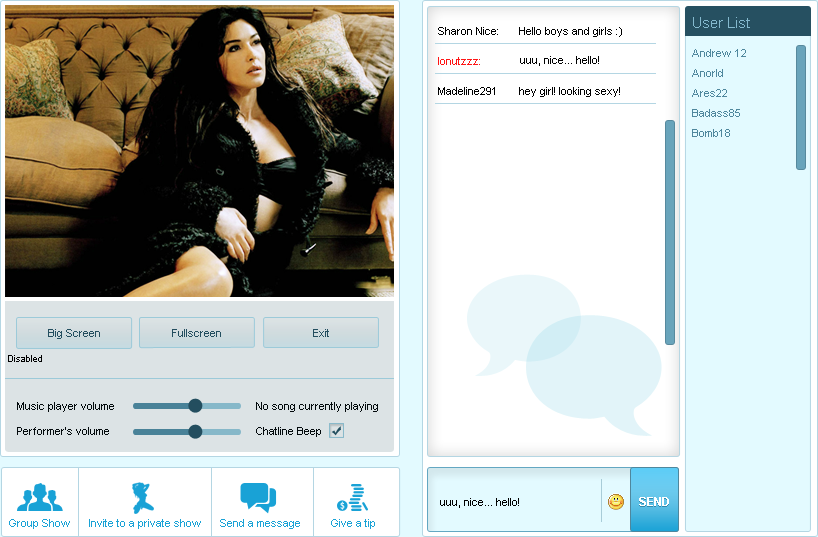 Sharon Nice: Hello boys and girls :)
Ionutzzz: uuu, nice... hello!
Madeline291 hey girl! looking sexy!
User List
Andrew 12
Anorld
Ares22
Badass85
Bomb18
Big Screen Fullscreen Exit
Disabled
Music player volume No song currently playing
Performer's volume Chatline Beep
Group Show Invite to a private show Send a message Give a tip
uuu, nice... hello! SEND